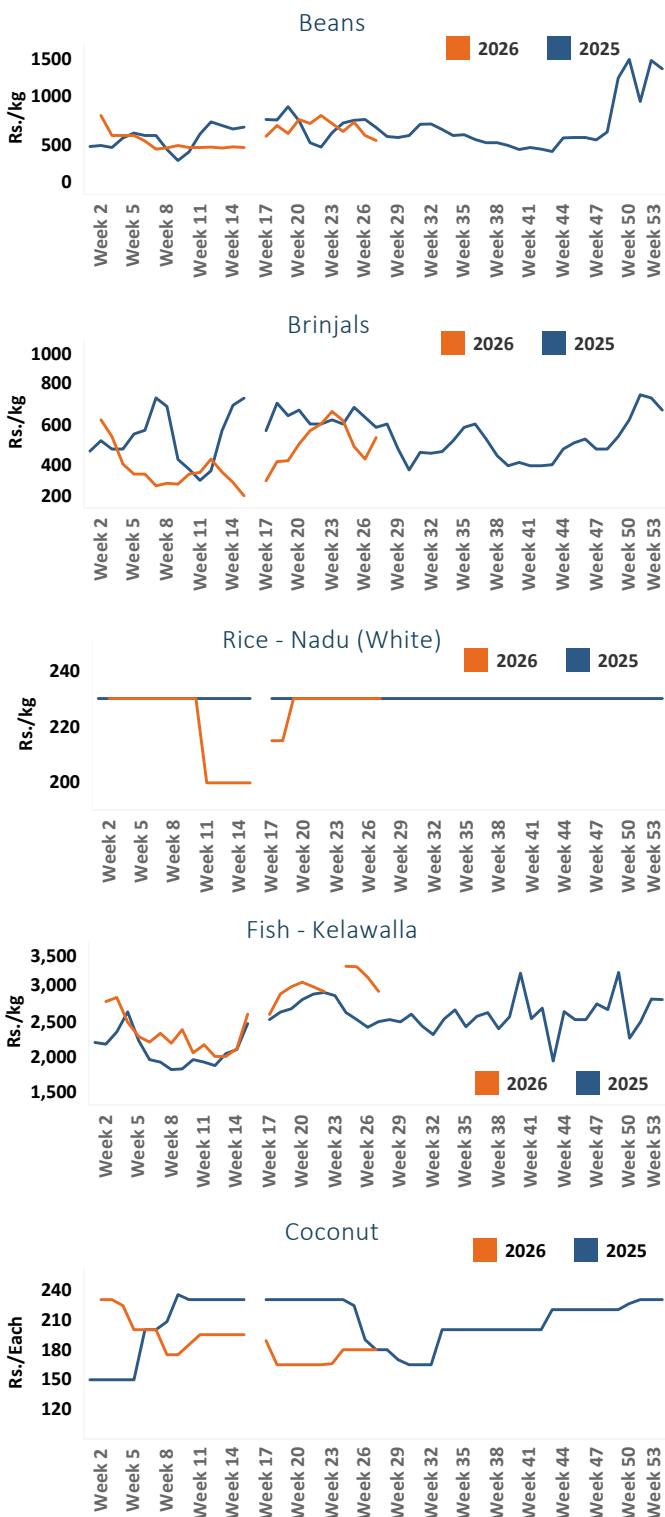 Beans
2026 2025
Rs./kg
1500
1000
500
0
Week 2 Week 5 Week 8 Week 11 Week 14 Week 17 Week 20 Week 23 Week 26 Week 29 Week 32 Week 35 Week 38 Week 41 Week 44 Week 47 Week 50 Week 53
Brinjals
2026 2025
Rs./kg
1000
800
600
400
200
Week 2 Week 5 Week 8 Week 11 Week 14 Week 17 Week 20 Week 23 Week 26 Week 29 Week 32 Week 35 Week 38 Week 41 Week 44 Week 47 Week 50 Week 53
Rice - Nadu (White)
2026 2025
Rs./kg
240
220
200
Week 2 Week 5 Week 8 Week 11 Week 14 Week 17 Week 20 Week 23 Week 26 Week 29 Week 32 Week 35 Week 38 Week 41 Week 44 Week 47 Week 50 Week 53
Fish - Kelawalla
Rs./kg
3,500
3,000
2,500
2,000
1,500
2026 2025
Week 2 Week 5 Week 8 Week 11 Week 14 Week 17 Week 20 Week 23 Week 26 Week 29 Week 32 Week 35 Week 38 Week 41 Week 44 Week 47 Week 50 Week 53
Coconut
2026 2025
Rs./Each
240
210
180
150
120
Week 2 Week 5 Week 8 Week 11 Week 14 Week 17 Week 20 Week 23 Week 26 Week 29 Week 32 Week 35 Week 38 Week 41 Week 44 Week 47 Week 50 Week 53